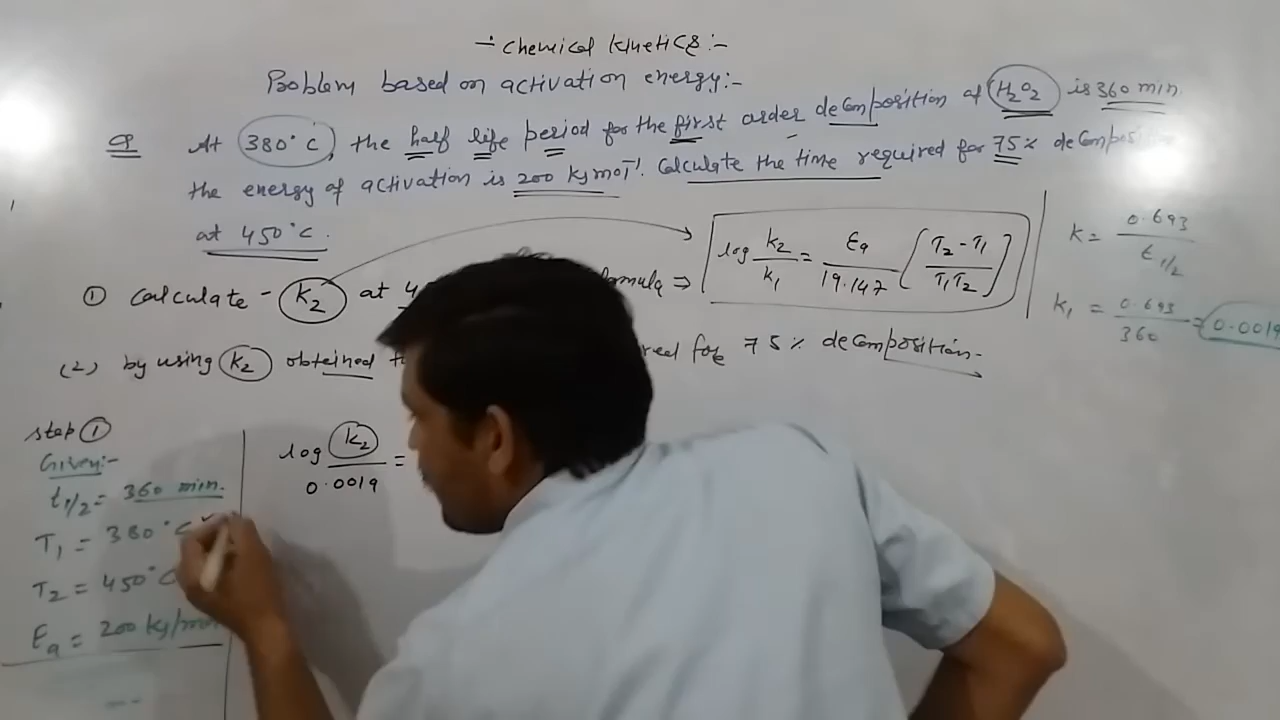 -: Chemical kinetics:-
Problem based on activation energy:-
Q At 380°C, the half life period for the first order decomposition of H2O2 is 360 min
the energy of activation is 200 kJ mol⁻¹. Calculate the time required for 75%
at 450°C.
log k2/k1 = Ea/19.147 (T2-T1/T1T2)
k = 0.693/t1/2
k1 = 0.693/360 = 0.0019
① calculate - k2 at ⇒
(2) by using k2 obtained for 75% decomposition.
step ①
Given:-
t1/2 = 360 min.
T1 = 380°C
T2 = 450°C
Ea = 200 kJ/mol
log k2/0.0019 =